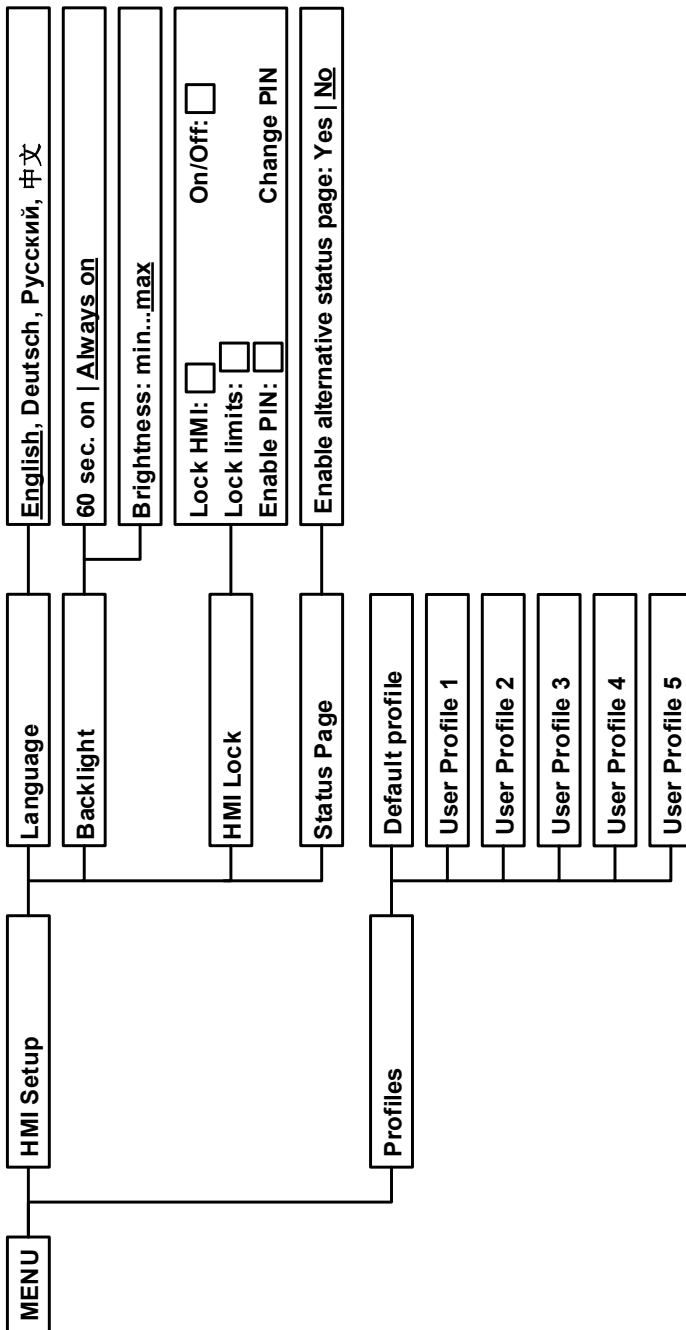 MENU
HMI Setup
Language
English, Deutsch, Русский, 中文
Backlight
60 sec. on | Always on
Brightness: min...max
HMI Lock
Lock HMI: On/Off:
Lock limits:
Enable PIN: Change PIN
Status Page
Enable alternative status page: Yes | No
Profiles
Default profile
User Profile 1
User Profile 2
User Profile 3
User Profile 4
User Profile 5